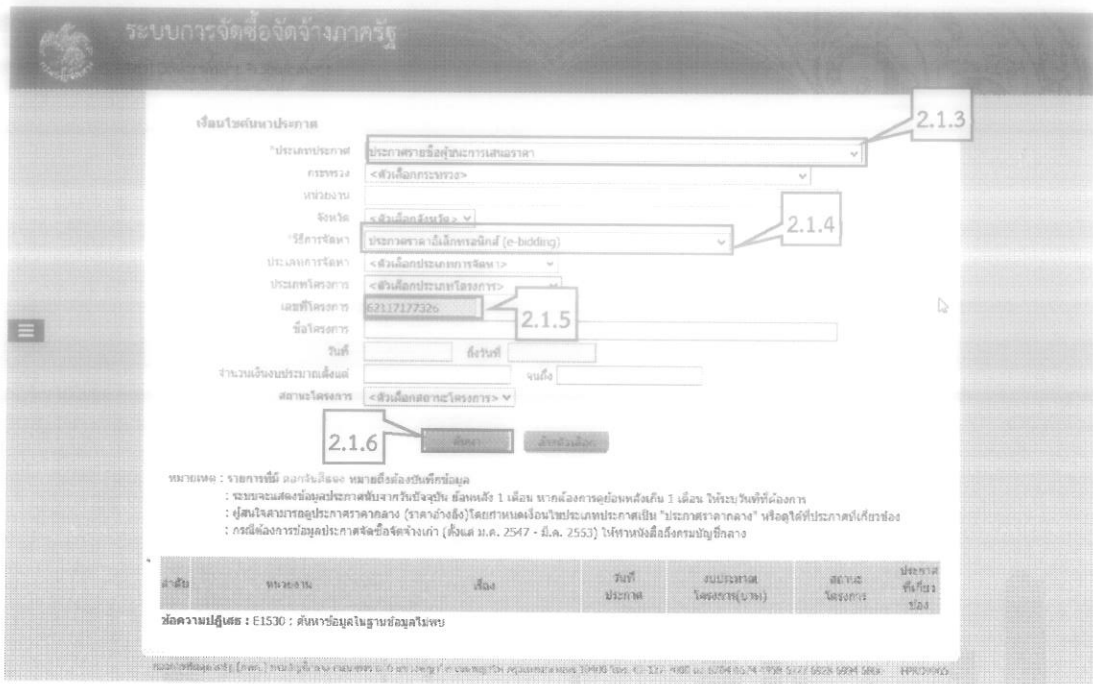 ระบบการจัดซื้อจัดจ้างภาครัฐ
เงื่อนไขค้นหาประกาศ
2.1.3
*ประเภทประกาศ ประกาศรายชื่อผู้ชนะการเสนอราคา
กระทรวง <ตัวเลือกกระทรวง>
หน่วยงาน
จังหวัด <ตัวเลือกจังหวัด>
2.1.4
*วิธีการจัดหา ประกวดราคาอิเล็กทรอนิกส์ (e-bidding)
ประเภทการจัดหา <ตัวเลือกประเภทการจัดหา>
ประเภทโครงการ <ตัวเลือกประเภทโครงการ>
เลขที่โครงการ 62117177326
2.1.5
ชื่อโครงการ
วันที่ ถึงวันที่
จำนวนเงินงบประมาณตั้งแต่ จนถึง
สถานะโครงการ <ตัวเลือกสถานะโครงการ>
2.1.6
ค้นหา ล้างตัวเลือก
หมายเหตุ : รายการที่มี ดอกจันสีแดง หมายถึงต้องบันทึกข้อมูล
: ระบบจะแสดงข้อมูลประกาศนับจากวันปัจจุบัน ย้อนหลัง 1 เดือน หากต้องการดูย้อนหลังเกิน 1 เดือน ให้ระบุวันที่ที่ต้องการ
: ผู้สนใจสามารถดูประกาศราคากลาง (ราคาอ้างอิง)โดยกำหนดเงื่อนไขประเภทประกาศเป็น "ประกาศราคากลาง" หรือดูได้ที่ประกาศที่เกี่ยวข้อง
: กรณีต้องการข้อมูลประกาศจัดซื้อจัดจ้างเก่า (ตั้งแต่ ม.ค. 2547 - มี.ค. 2553) ให้ทำหนังสือถึงกรมบัญชีกลาง
ลำดับ หน่วยงาน เรื่อง วันที่ประกาศ งบประมาณโครงการ(บาท) สถานะโครงการ ประกาศที่เกี่ยวข้อง
ข้อความปฏิเสธ : E1530 : ค้นหาข้อมูลในฐานข้อมูลไม่พบ